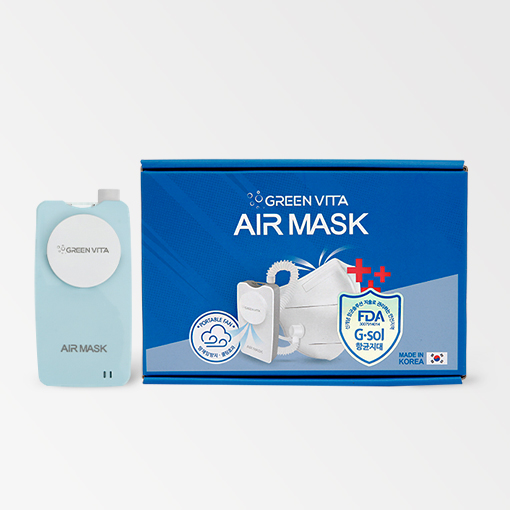 GREEN VITA
AIR MASK
GREEN VITA
AIR MASK
PORTABLE FAN
FDA
G·sol
항균지대
MADE IN
KOREA